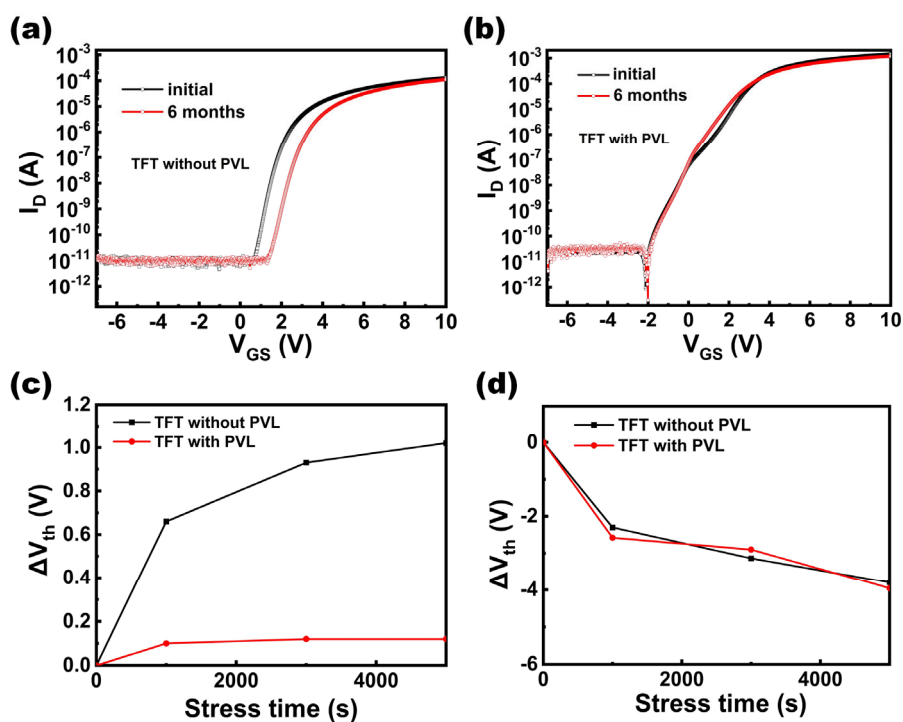 (a)
10⁻³
10⁻⁴
10⁻⁵
10⁻⁶
10⁻⁷
10⁻⁸
10⁻⁹
10⁻¹⁰
10⁻¹¹
10⁻¹²
I_D (A)
initial
6 months
TFT without PVL
-6 -4 -2 0 2 4 6 8 10
V_GS (V)
(b)
10⁻³
10⁻⁴
10⁻⁵
10⁻⁶
10⁻⁷
10⁻⁸
10⁻⁹
10⁻¹⁰
10⁻¹¹
10⁻¹²
I_D (A)
initial
6 months
TFT with PVL
-6 -4 -2 0 2 4 6 8 10
V_GS (V)
(c)
1.2
1.0
0.8
0.6
0.4
0.2
0.0
ΔV_th (V)
TFT without PVL
TFT with PVL
0 2000 4000
Stress time (s)
(d)
0
-2
-4
-6
ΔV_th (V)
TFT without PVL
TFT with PVL
0 2000 4000
Stress time (s)